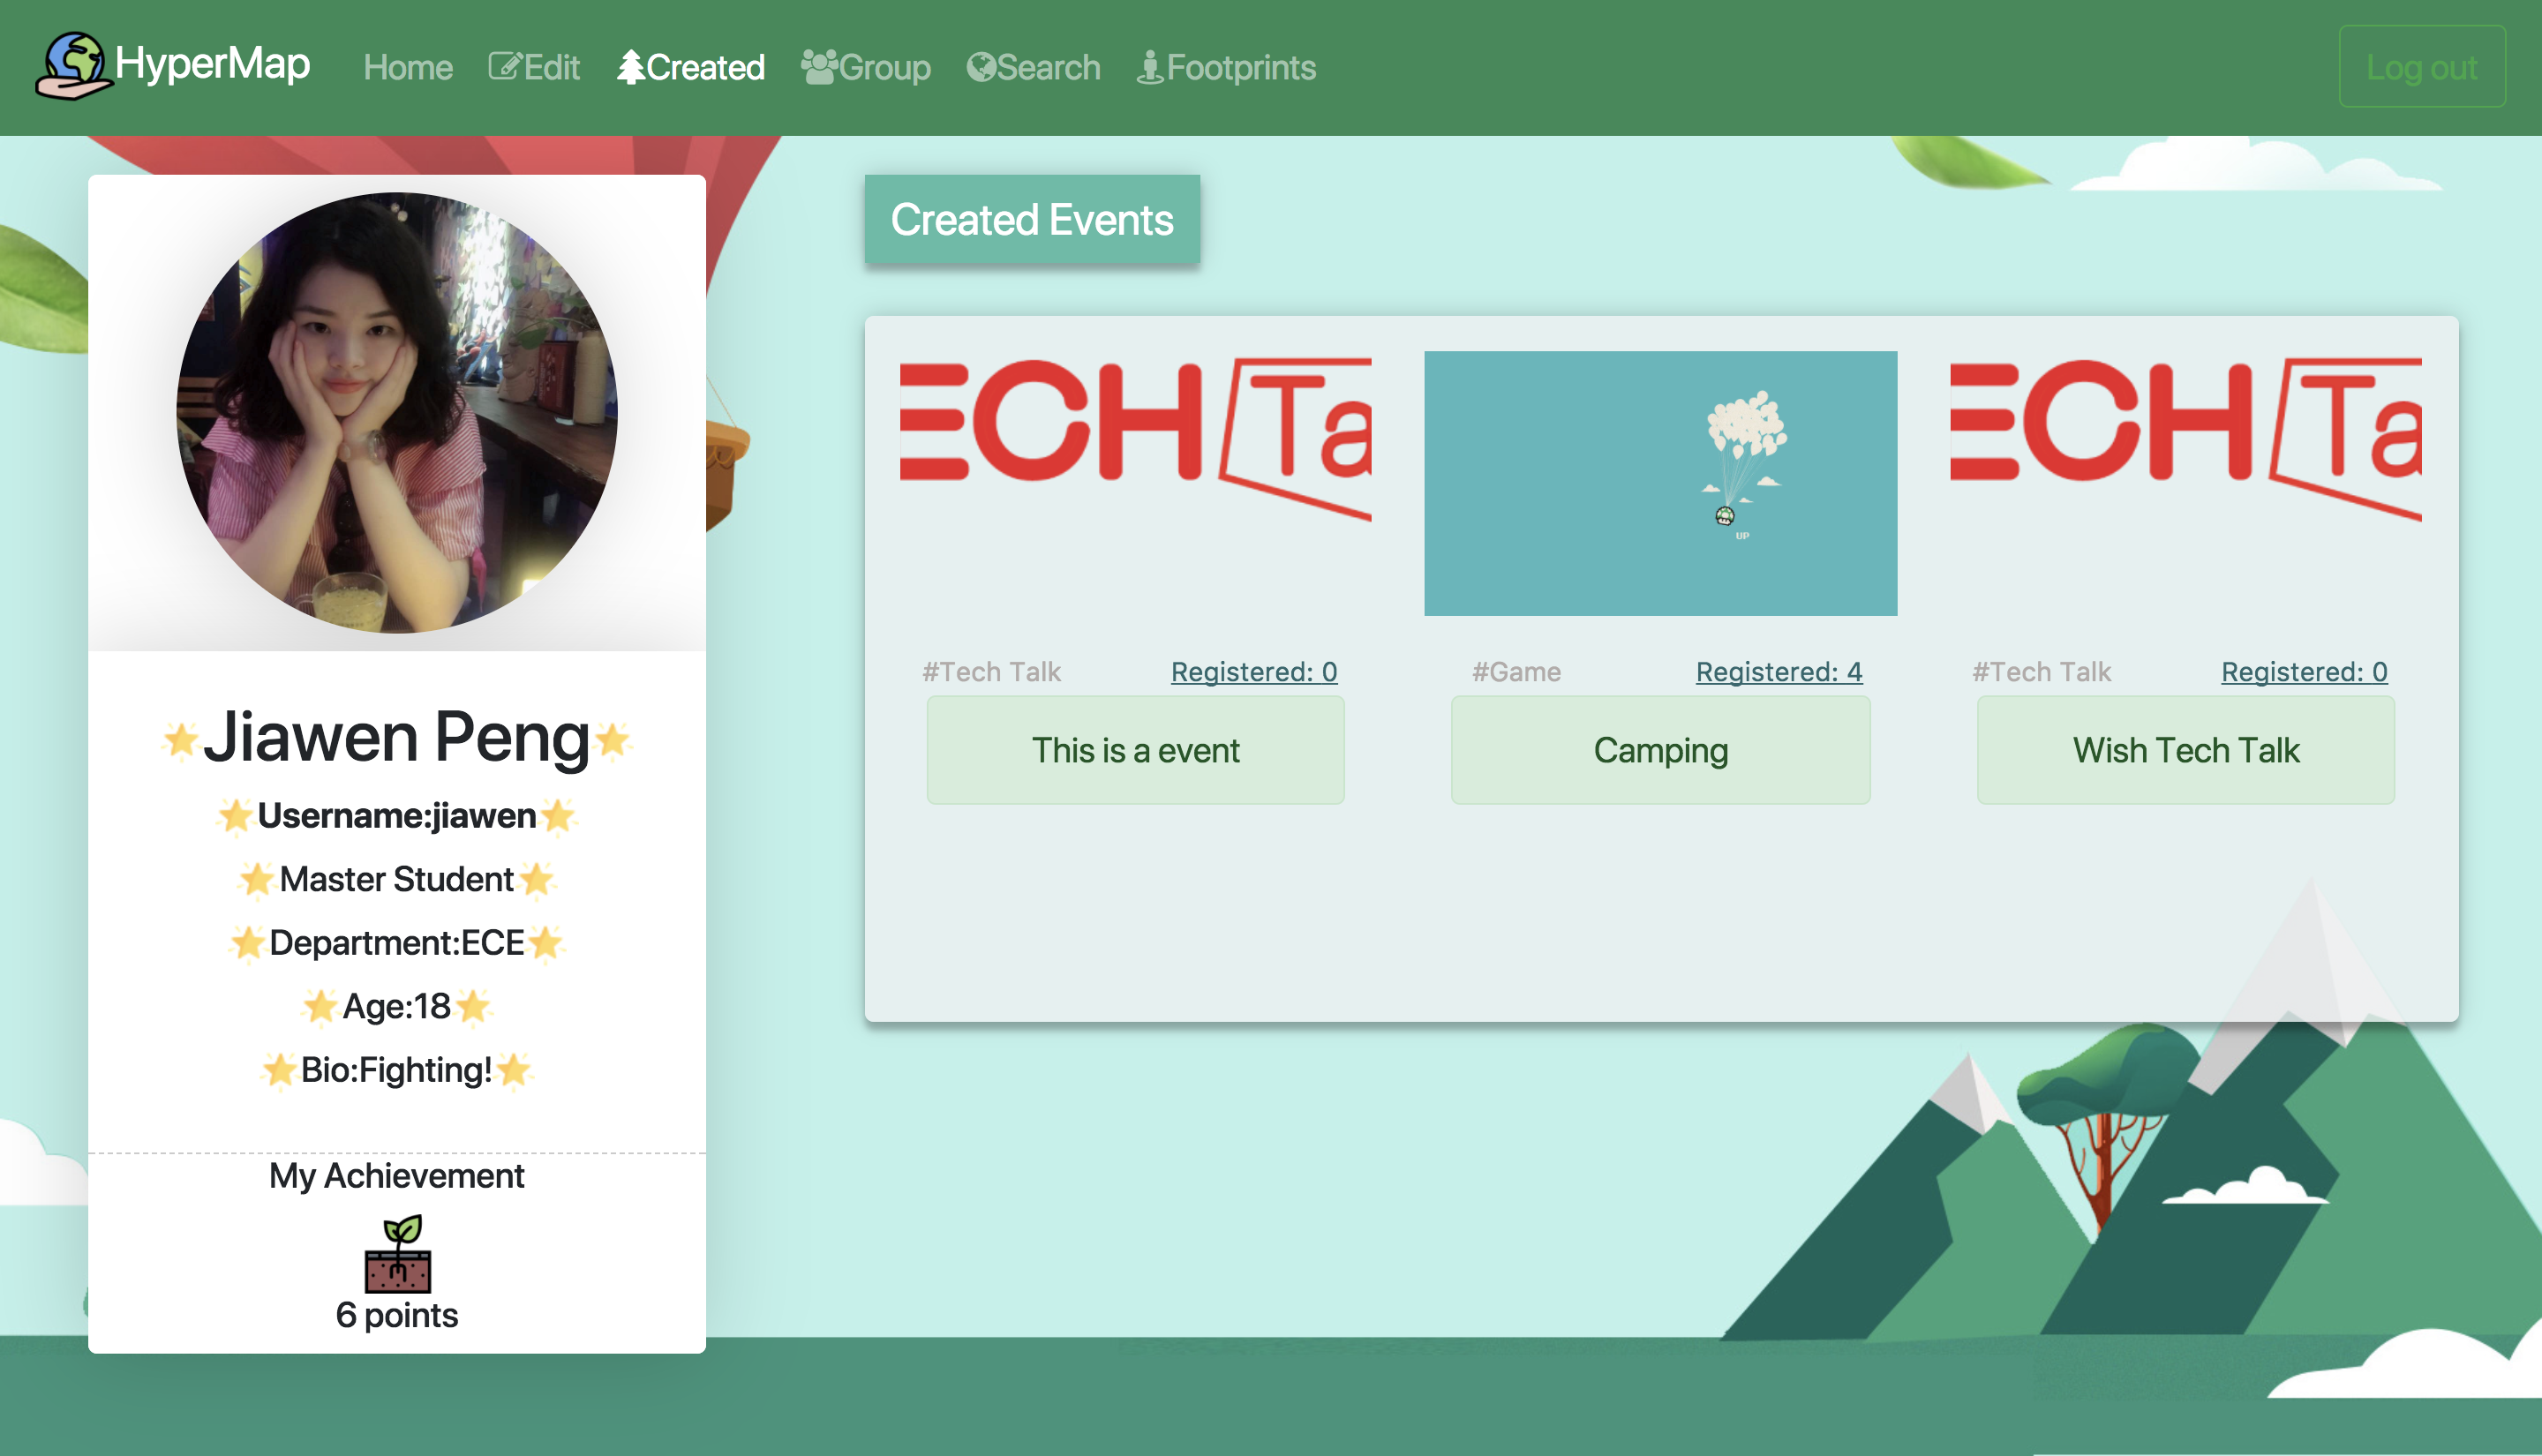 HyperMap
Home Edit Created Group Search Footprints
Log out
Jiawen Peng
Username:jiawen
Master Student
Department:ECE
Age:18
Bio:Fighting!
My Achievement
6 points
Created Events
ECH Ta
#Tech Talk Registered: 0
This is a event
UP
#Game Registered: 4
Camping
ECH Ta
#Tech Talk Registered: 0
Wish Tech Talk